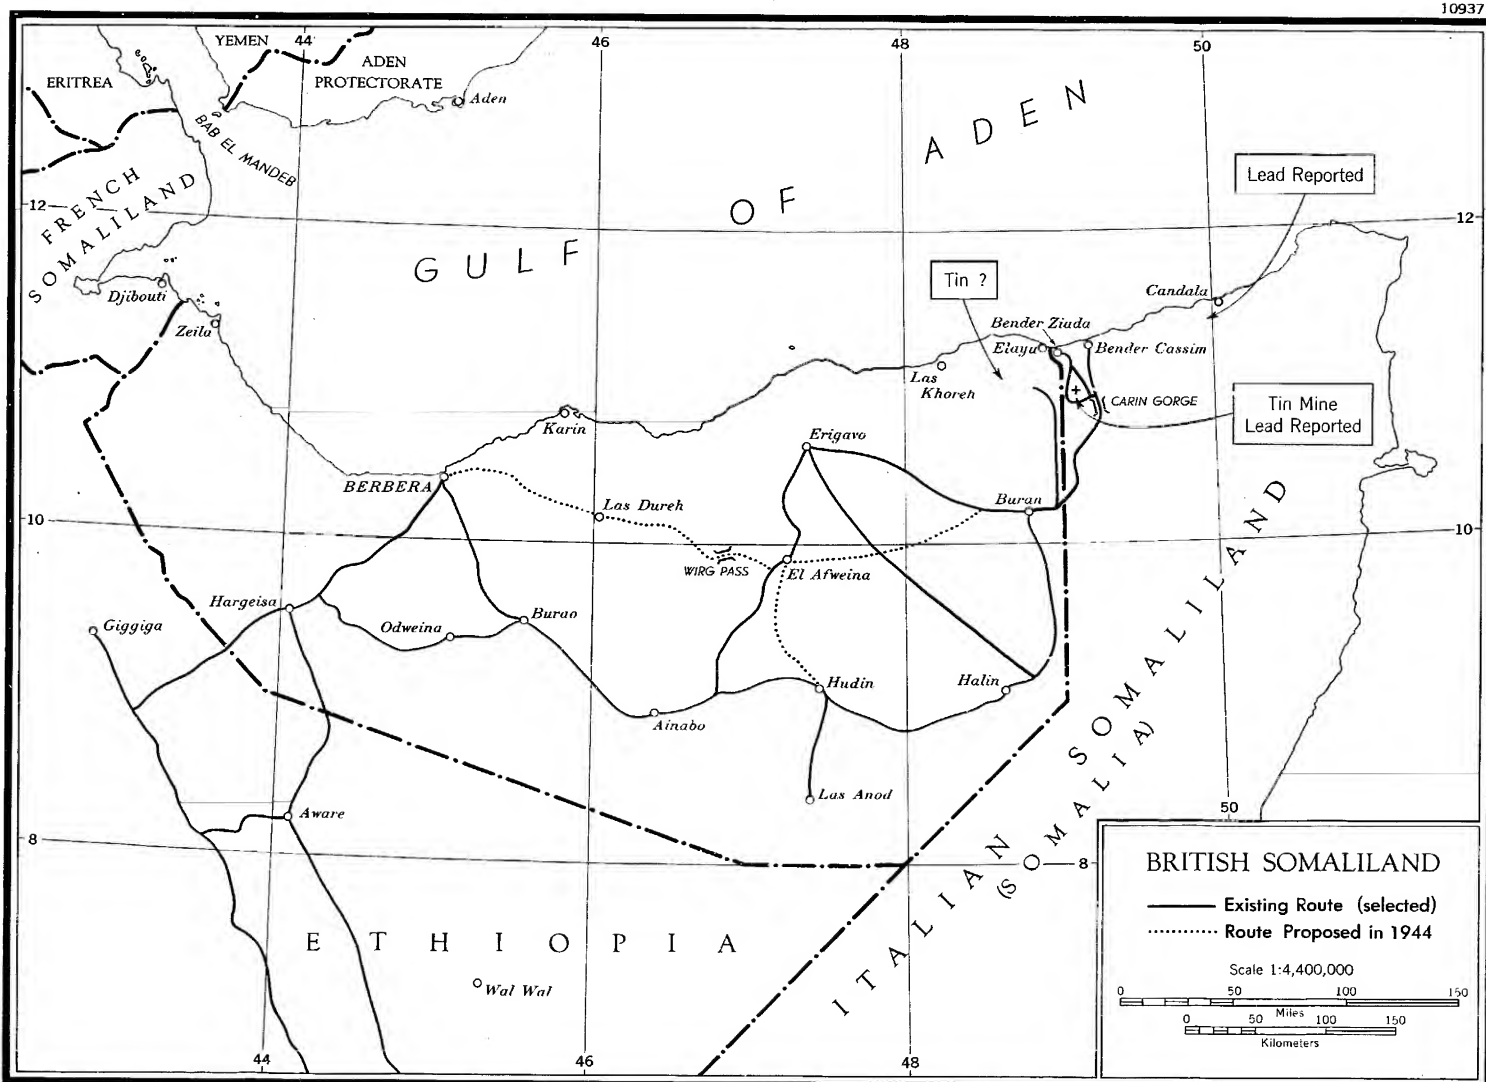 10937
44
46
48
50
YEMEN
ERITREA
ADEN
PROTECTORATE
Aden
BAB EL MANDEB
FRENCH
SOMALILAND
12
12
GULF OF ADEN
Lead Reported
Tin ?
Djibouti
Zeila
Candala
Bender Ziada
Elayu
Bender Cassim
Las
Khoreh
CARIN GORGE
Tin Mine
Lead Reported
Karin
Erigavo
BERBERA
Las Dureh
Buran
10
10
WIRG PASS
El Afweina
Hargeisa
Giggiga
Odweina
Burao
Hudin
Halin
Ainabo
Las Anod
Aware
8
8
50
ITALIAN SOMALILAND
(SOMALIA)
ETHIOPIA
Wal Wal
44
46
48
BRITISH SOMALILAND
Existing Route (selected)
Route Proposed in 1944
Scale 1:4,400,000
0 50 100 150
Miles
0 50 100 150
Kilometers